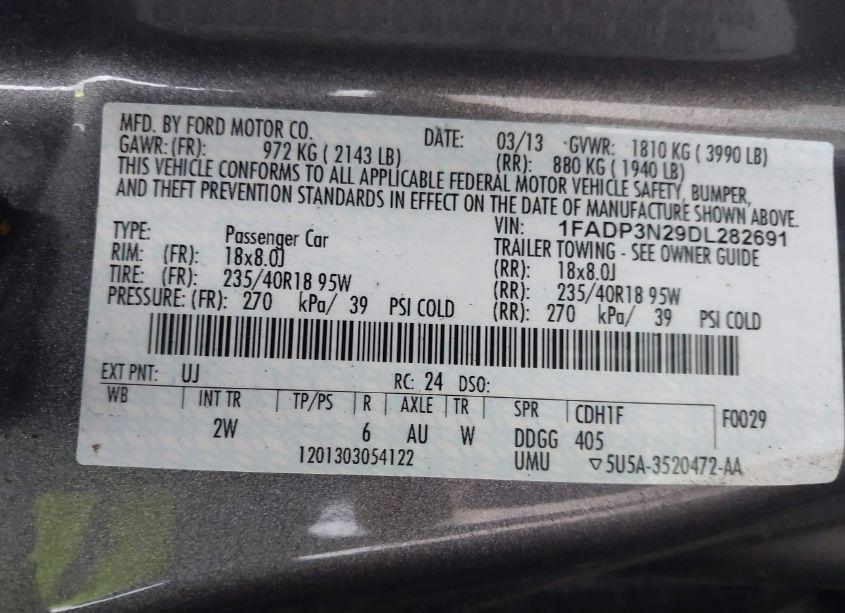 MFD. BY FORD MOTOR CO. DATE: 03/13 GVWR: 1810 KG ( 3990 LB)
GAWR: (FR): 972 KG ( 2143 LB) (RR): 880 KG ( 1940 LB)
THIS VEHICLE CONFORMS TO ALL APPLICABLE FEDERAL MOTOR VEHICLE SAFETY, BUMPER,
AND THEFT PREVENTION STANDARDS IN EFFECT ON THE DATE OF MANUFACTURE SHOWN ABOVE.
VIN: 1FADP3N29DL282691
TYPE: Passenger Car TRAILER TOWING - SEE OWNER GUIDE
RIM: (FR): 18x8.0J (RR): 18x8.0J
TIRE: (FR): 235/40R18 95W (RR): 235/40R18 95W
PRESSURE: (FR): 270 kPa/ 39 PSI COLD (RR): 270 kPa/ 39 PSI COLD
EXT PNT: UJ RC: 24 DSO:
WB INT TR TP/PS R AXLE TR SPR CDH1F F0029
2W 6 AU W DDGG 405
1201303054122 UMU ▽5U5A-3520472-AA